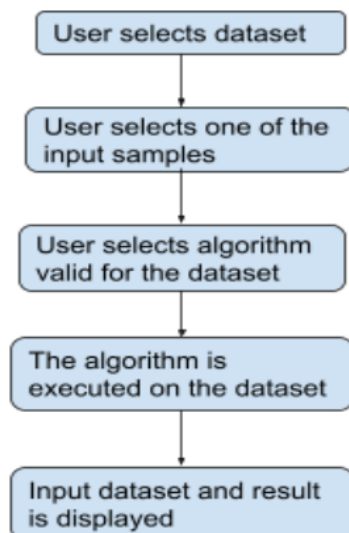 User selects dataset
User selects one of the
input samples
User selects algorithm
valid for the dataset
The algorithm is
executed on the dataset
Input dataset and result
is displayed